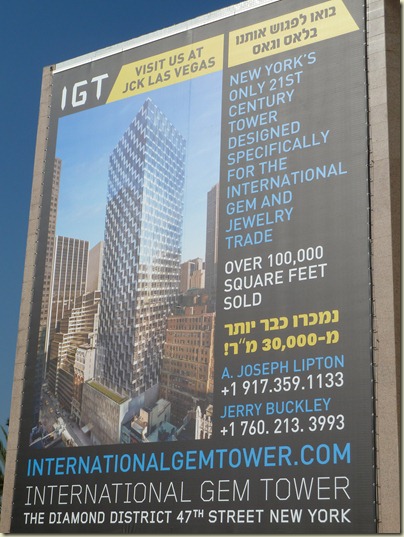 IGT
VISIT US AT
JCK LAS VEGAS
בואו לפגוש אותנו
בלאס וגאס
NEW YORK'S
ONLY 21ST
CENTURY
TOWER
DESIGNED
SPECIFICALLY
FOR THE
INTERNATIONAL
GEM AND
JEWELRY
TRADE
OVER 100,000
SQUARE FEET
SOLD
נמכרו כבר יותר
מ-30,000 מ"ר!
A. JOSEPH LIPTON
+1 917.359.1133
JERRY BUCKLEY
+1 760. 213. 3993
INTERNATIONALGEMTOWER.COM
INTERNATIONAL GEM TOWER
THE DIAMOND DISTRICT 47TH STREET NEW YORK